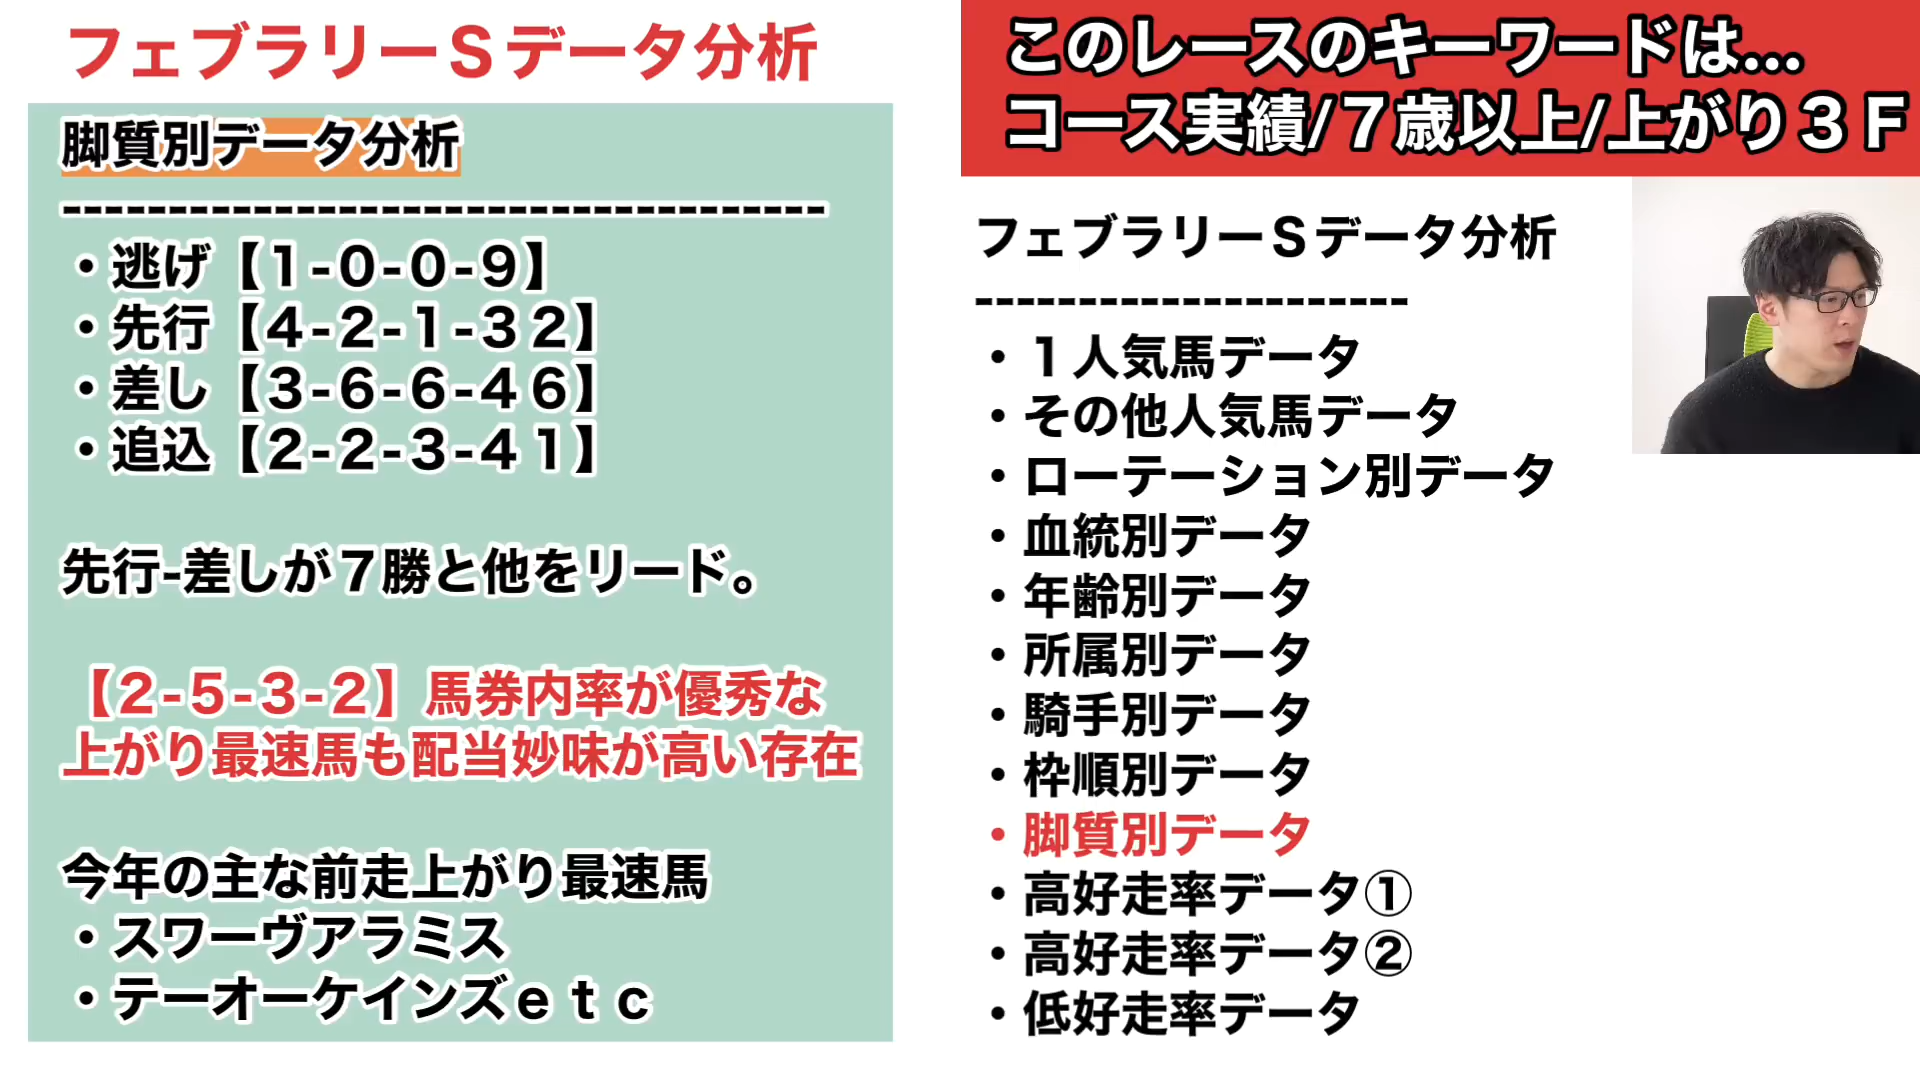 フェブラリーＳデータ分析
脚質別データ分析
------------------------------------
・逃げ【１-０-０-９】
・先行【４-２-１-３２】
・差し【３-６-６-４６】
・追込【２-２-３-４１】
先行-差しが７勝と他をリード。
【２-５-３-２】馬券内率が優秀な
上がり最速馬も配当妙味が高い存在
今年の主な前走上がり最速馬
・スワーヴアラミス
・テーオーケインズｅｔｃ
このレースのキーワードは...
コース実績/７歳以上/上がり３Ｆ
フェブラリーＳデータ分析
---------------------
・１人気馬データ
・その他人気馬データ
・ローテーション別データ
・血統別データ
・年齢別データ
・所属別データ
・騎手別データ
・枠順別データ
・脚質別データ
・高好走率データ①
・高好走率データ②
・低好走率データ